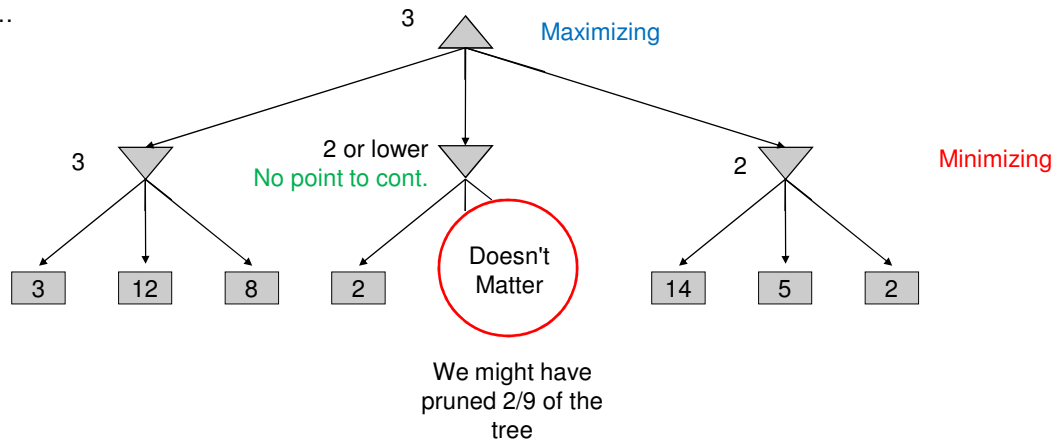 ..
3
Maximizing
3
2 or lower
No point to cont.
2
Minimizing
3
12
8
2
Doesn't
Matter
14
5
2
We might have
pruned 2/9 of the
tree